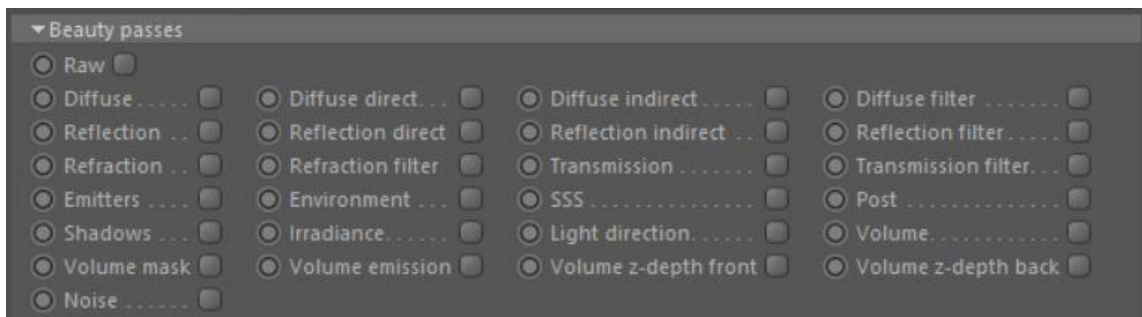 Beauty passes
Raw
Diffuse..... Diffuse direct... Diffuse indirect..... Diffuse filter.......
Reflection.. Reflection direct Reflection indirect.. Reflection filter.....
Refraction.. Refraction filter Transmission....... Transmission filter...
Emitters.... Environment... SSS.............. Post..............
Shadows... Irradiance...... Light direction...... Volume...........
Volume mask Volume emission Volume z-depth front Volume z-depth back
Noise......